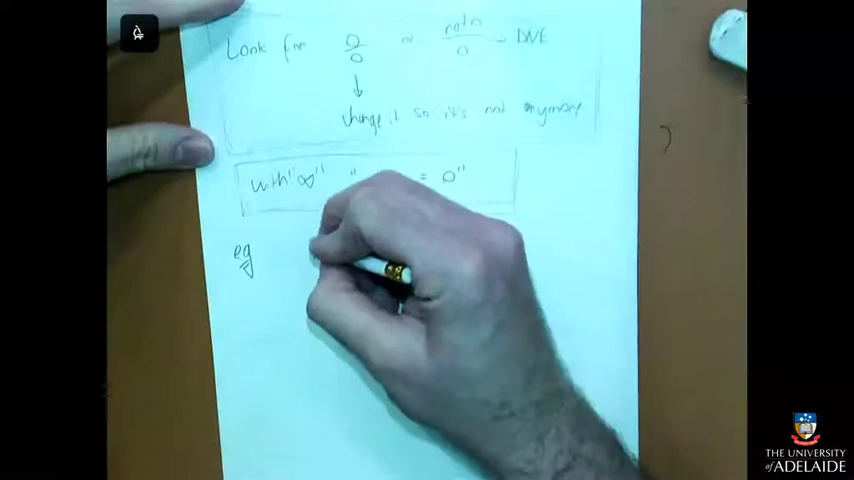 Look for 0/0 or not0/0 → DNE
↓
change it so it's not anymore
with "∞" " = 0"
eg
THE UNIVERSITY
of ADELAIDE